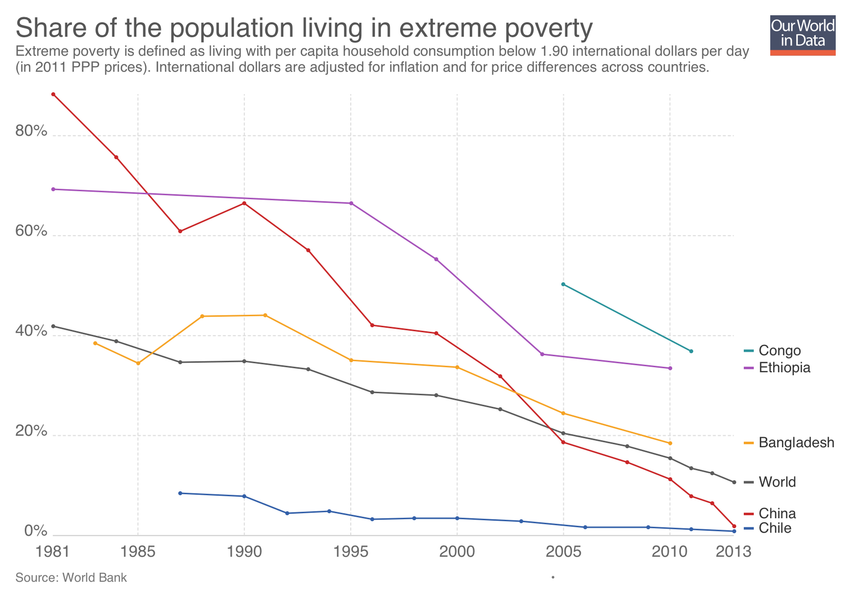 Share of the population living in extreme poverty
Our World
in Data
Extreme poverty is defined as living with per capita household consumption below 1.90 international dollars per day
(in 2011 PPP prices). International dollars are adjusted for inflation and for price differences across countries.
80%
60%
40%
20%
0%
Congo
Ethiopia
Bangladesh
World
China
Chile
1981 1985 1990 1995 2000 2005 2010 2013
Source: World Bank